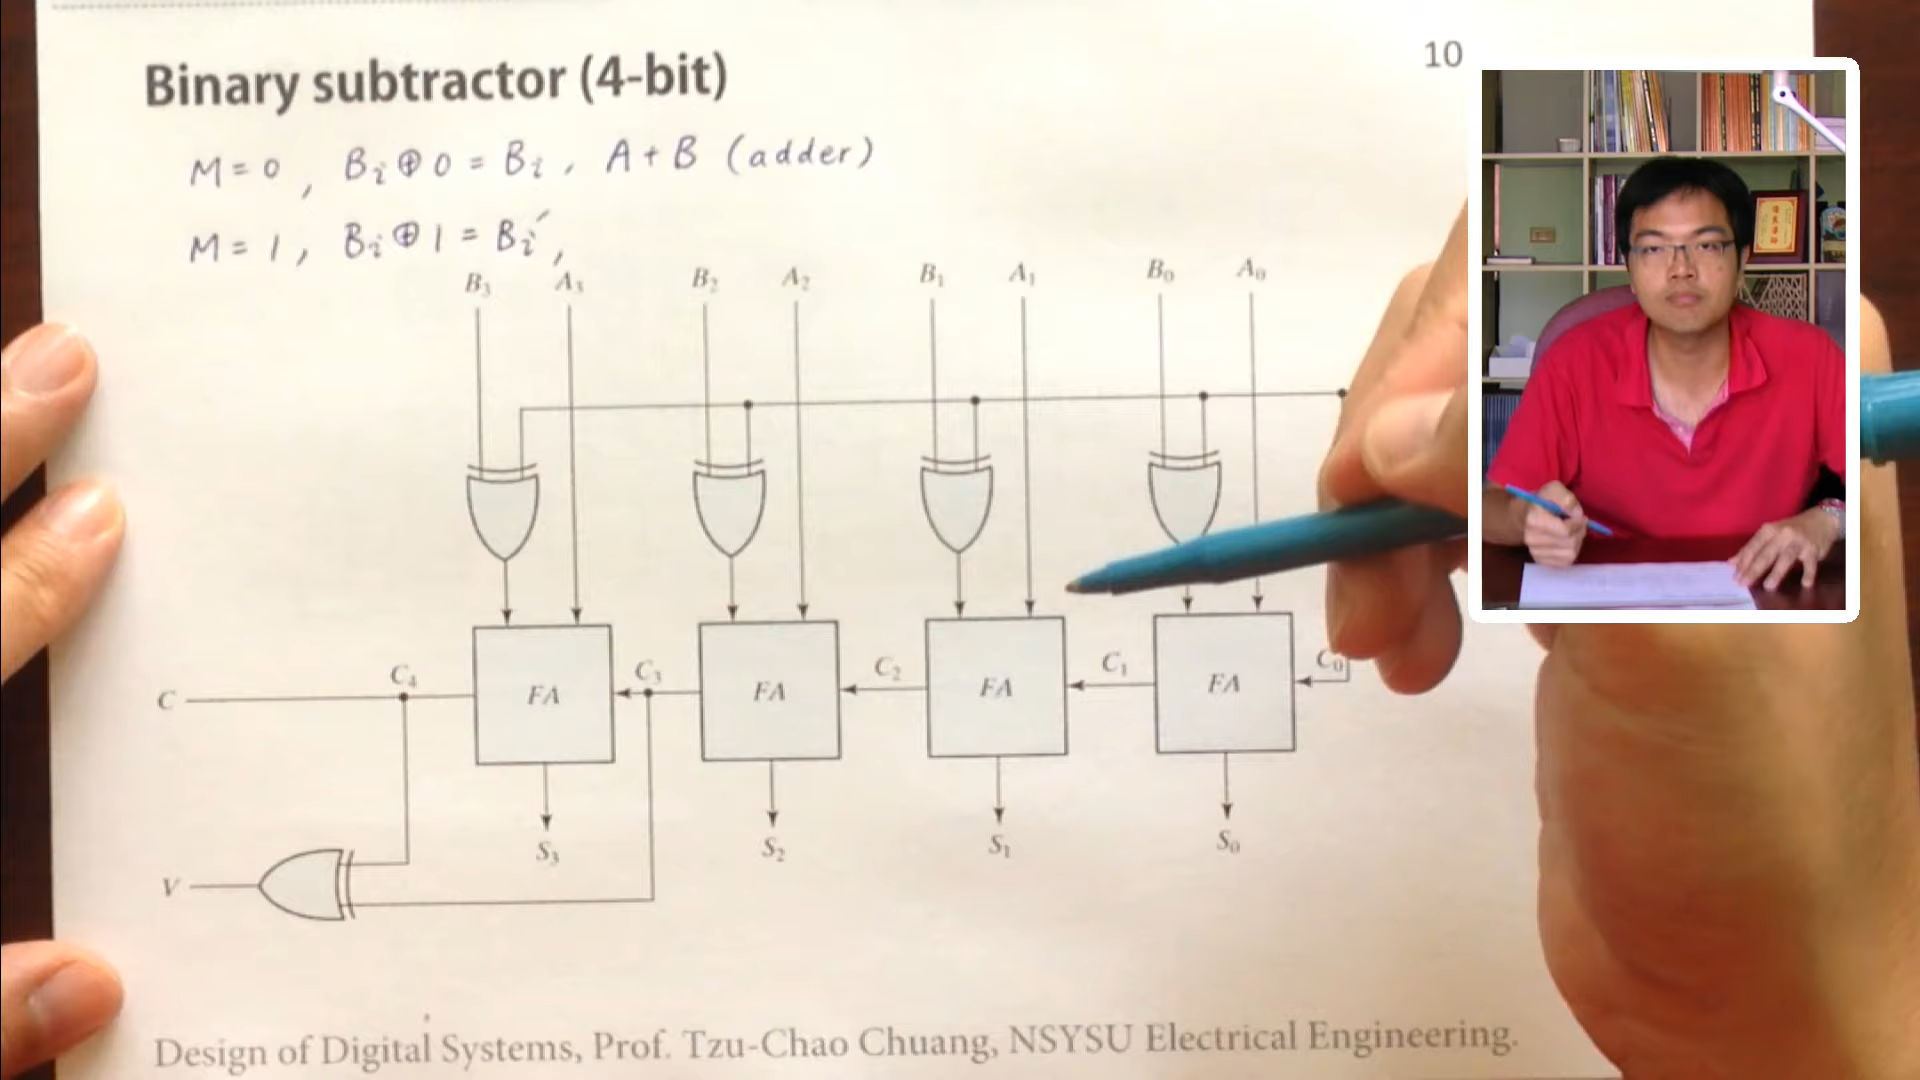 10
Binary subtractor (4-bit)
M = 0 , Bi ⊕ 0 = Bi , A + B (adder)
M = 1 , Bi ⊕ 1 = Bi′ ,
B3 A3 B2 A2 B1 A1 B0 A0
C C4 FA C3 FA C2 FA C1 FA C0
S3 S2 S1 S0
V
Design of Digital Systems, Prof. Tzu-Chao Chuang, NSYSU Electrical Engineering.